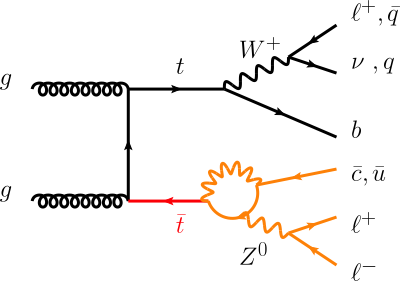 ℓ⁺, q̄
W⁺
t
g
ν , q
b
c̄, ū
g
t̄
ℓ⁺
Z⁰
ℓ⁻